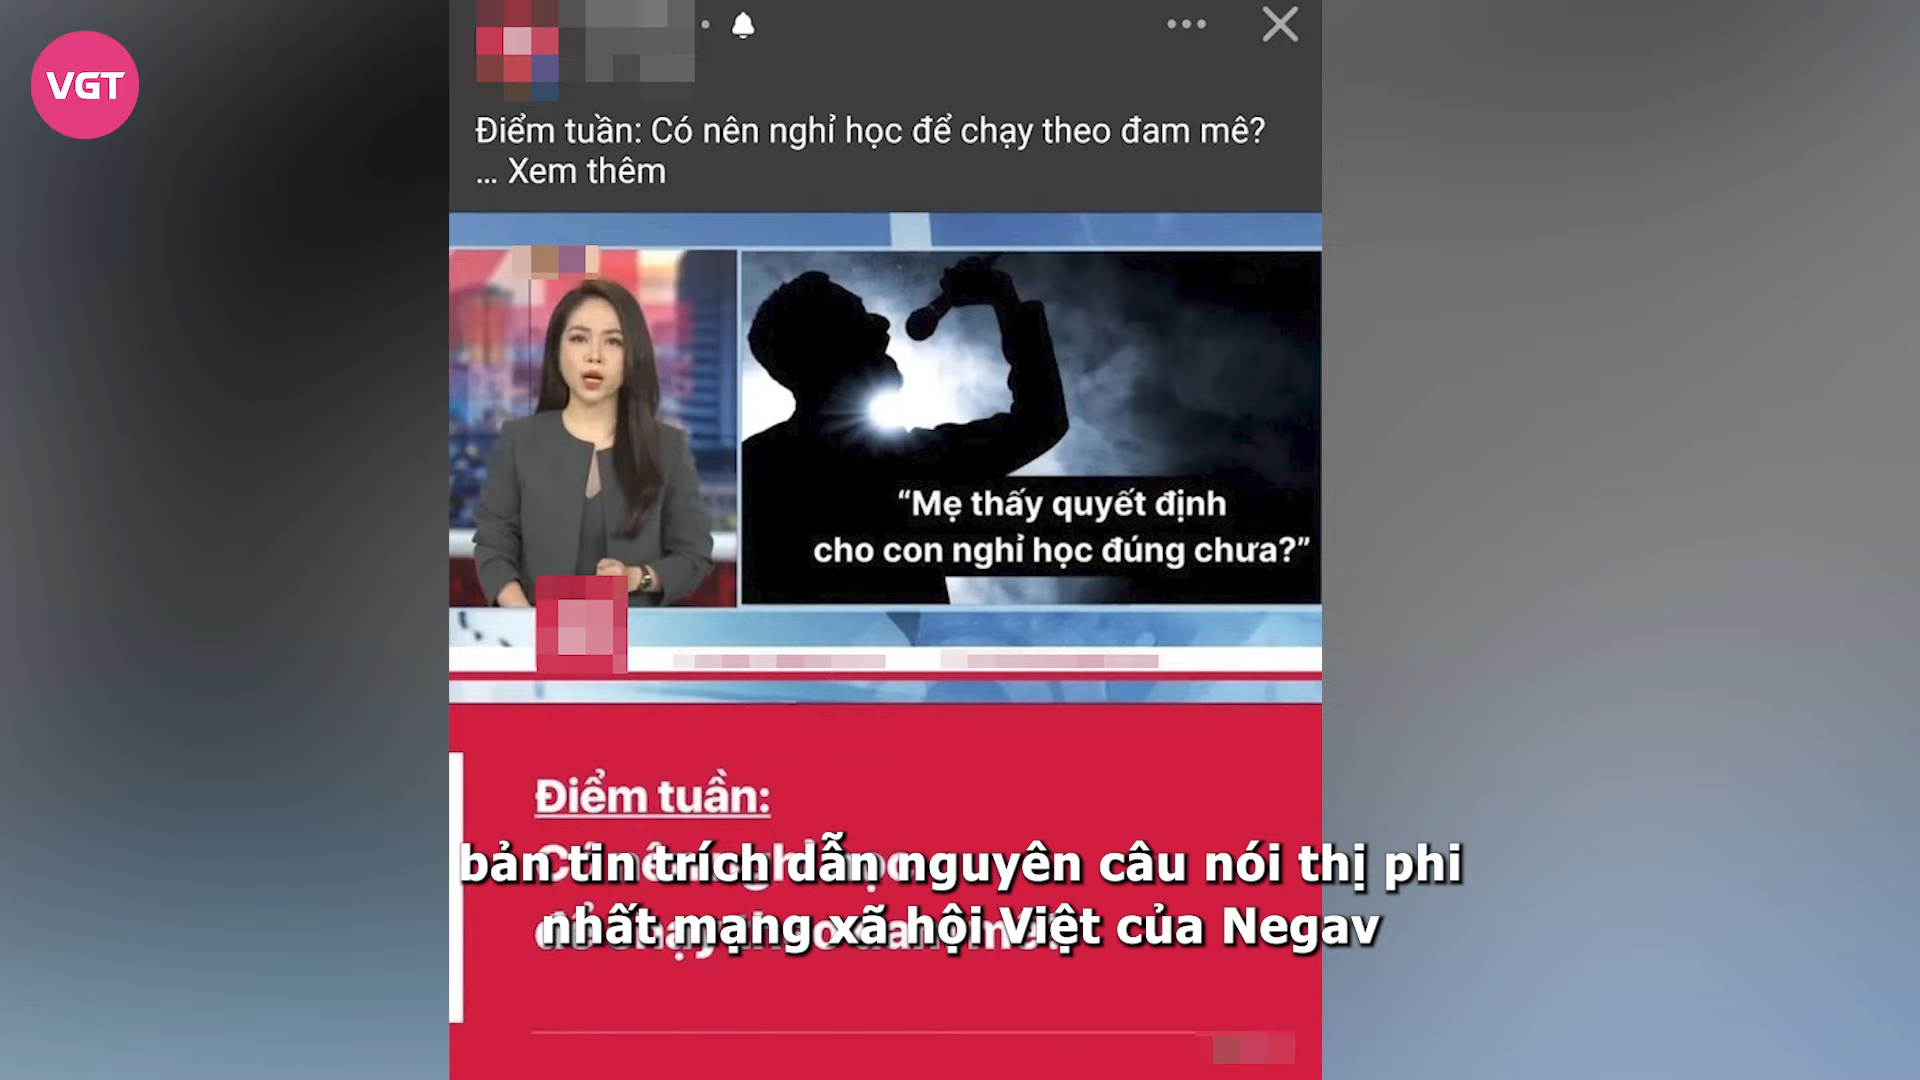 VGT
Điểm tuần: Có nên nghỉ học để chạy theo đam mê?
... Xem thêm
“Mẹ thấy quyết định
cho con nghỉ học đúng chưa?”
Điểm tuần:
bản tin trích dẫn nguyên câu nói thị phi
nhất mạng xã hội Việt của Negav